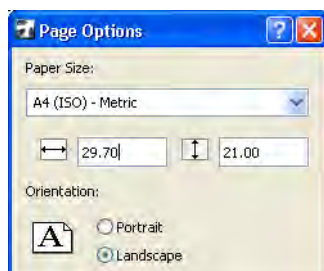 Page Options
Paper Size:
A4 (ISO) - Metric
29.70 21.00
Orientation:
A
Portrait
Landscape